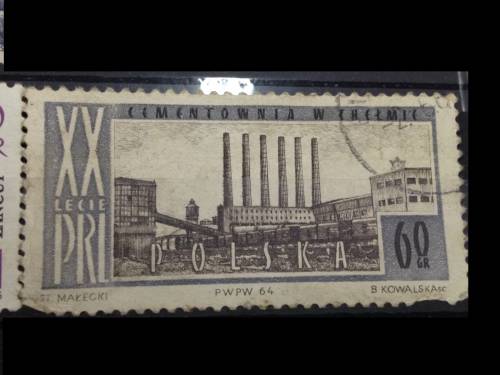 CEMENTOWNIA W CHEŁMIE
XX
LECIE
PRL
POLSKA
60
GR
ST. MAŁECKI
PWPW 64
B. KOWALSKA sc.